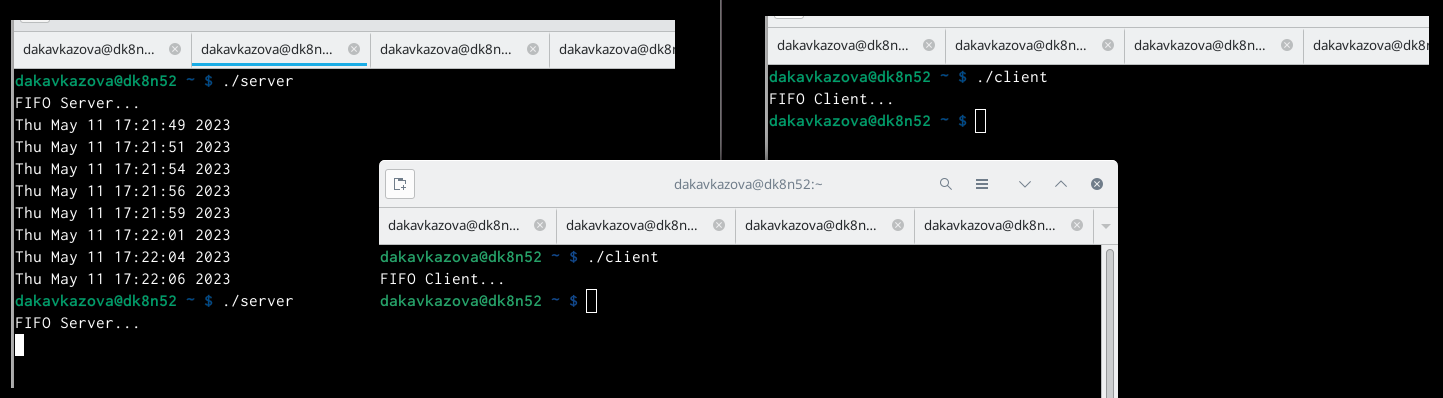 dakavkazova@dk8n... dakavkazova@dk8n... dakavkazova@dk8n... dakavkazova@dk8n
dakavkazova@dk8n52 ~ $ ./server
FIFO Server...
Thu May 11 17:21:49 2023
Thu May 11 17:21:51 2023
Thu May 11 17:21:54 2023
Thu May 11 17:21:56 2023
Thu May 11 17:21:59 2023
Thu May 11 17:22:01 2023
Thu May 11 17:22:04 2023
Thu May 11 17:22:06 2023
dakavkazova@dk8n52 ~ $ ./server
FIFO Server...
dakavkazova@dk8n... dakavkazova@dk8n... dakavkazova@dk8n... dakavkazova@dk8n
dakavkazova@dk8n52 ~ $ ./client
FIFO Client...
dakavkazova@dk8n52 ~ $
dakavkazova@dk8n52:~
dakavkazova@dk8n... dakavkazova@dk8n... dakavkazova@dk8n... dakavkazova@dk8n...
dakavkazova@dk8n52 ~ $ ./client
FIFO Client...
dakavkazova@dk8n52 ~ $